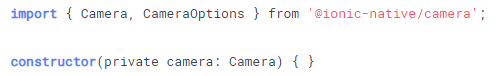 import { Camera, CameraOptions } from '@ionic-native/camera';
constructor(private camera: Camera) { }